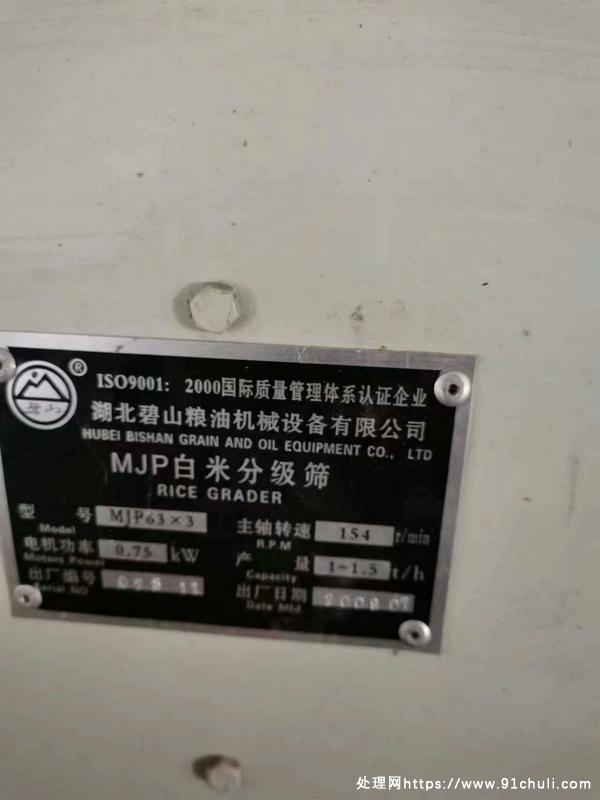 ®
ISO9001: 2000国际质量管理体系认证企业
湖北碧山粮油机械设备有限公司
HUBEI BISHAN GRAIN AND OIL EQUIPMENT CO., LTD
MJP白米分级筛
RICE GRADER
型 号 MJP63×3 主轴转速 154 r/min
Model R.P.M
电机功率 0.75 kW 产 量 1~1.5 t/h
Motors Power Capacity
出厂编号 出厂日期 2009.07
Serial NO Date Mfd
碧山
处理网https://www.91chuli.com